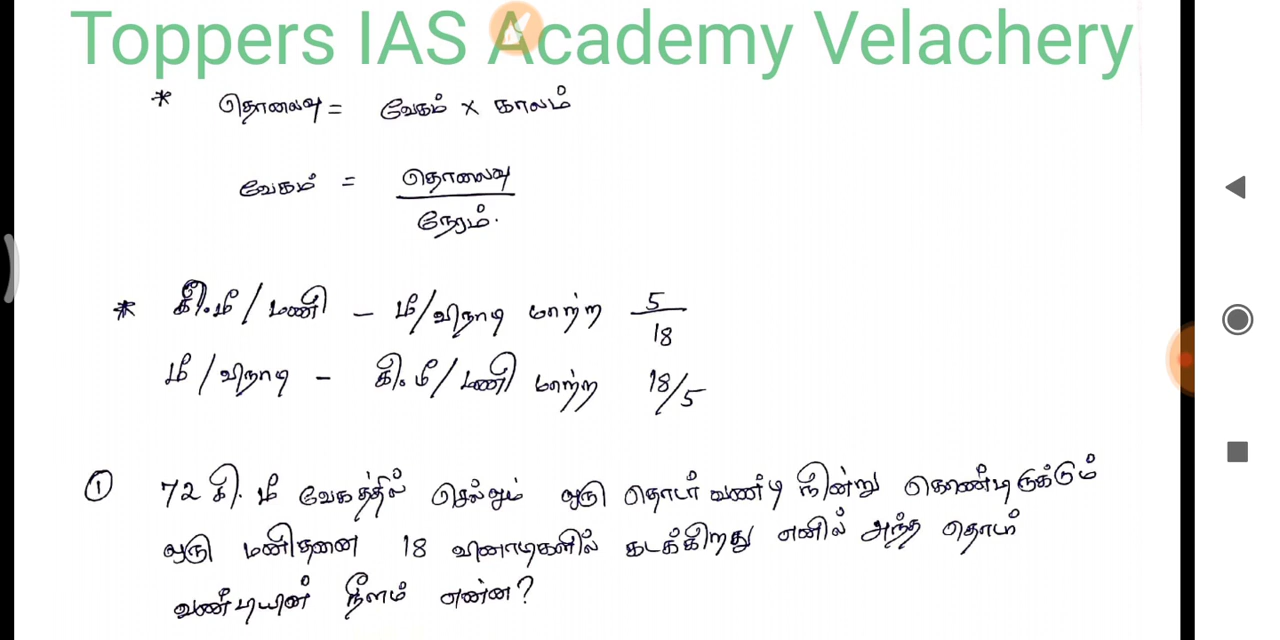 Toppers IAS Academy Velachery
* தொலைவு = வேகம் × காலம்
வேகம் = தொலைவு
நேரம்.
* கி.மீ / மணி - மீ/விநாடி மாற்ற 5
18
மீ / விநாடி - கி.மீ / மணி மாற்ற 18/5
① 72 கி.மீ வேகத்தில் செல்லும் ஒரு தொடர் வண்டி நின்று கொண்டிருக்கும்
ஒரு மனிதனை 18 வினாடிகளில் கடக்கிறது எனில் அந்த தொடர்
வண்டியின் நீளம் என்ன?